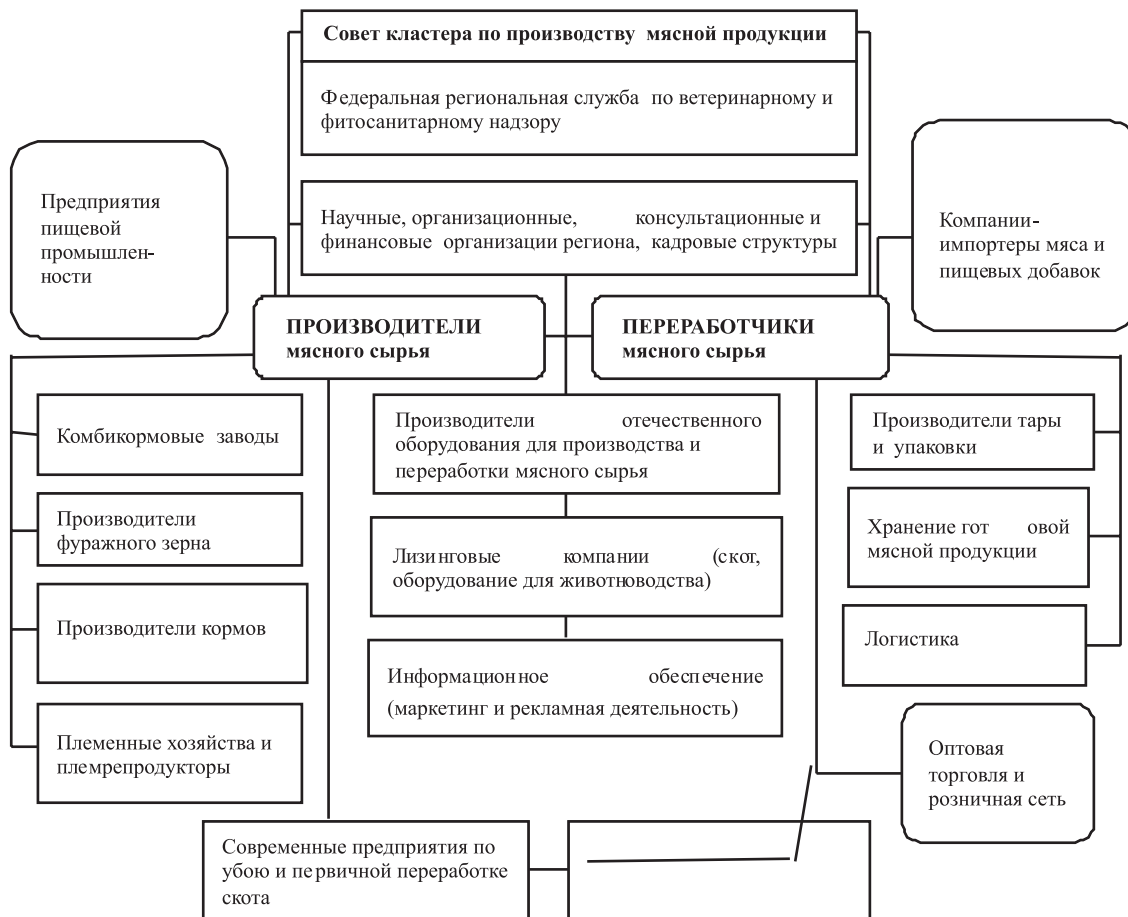 Совет кластера по производству мясной продукции
Федеральная региональная служба по ветеринарному и
фитосанитарному надзору
Предприятия
пищевой
промышлен-
ности
Научные, организационные, консультационные и
финансовые организации региона, кадровые структуры
Компании-
импортеры мяса и
пищевых добавок
ПРОИЗВОДИТЕЛИ
мясного сырья
ПЕРЕРАБОТЧИКИ
мясного сырья
Комбикормовые заводы
Производители
фуражного зерна
Производители кормов
Племенные хозяйства и
племрепродукторы
Производители отечественного
оборудования для производства и
переработки мясного сырья
Лизинговые компании (скот,
оборудование для животноводства)
Информационное обеспечение
(маркетинг и рекламная деятельность)
Производители тары
и упаковки
Хранение гот овой
мясной продукции
Логистика
Оптовая
торговля и
розничная сеть
Современные предприятия по
убою и первичной переработке
скота